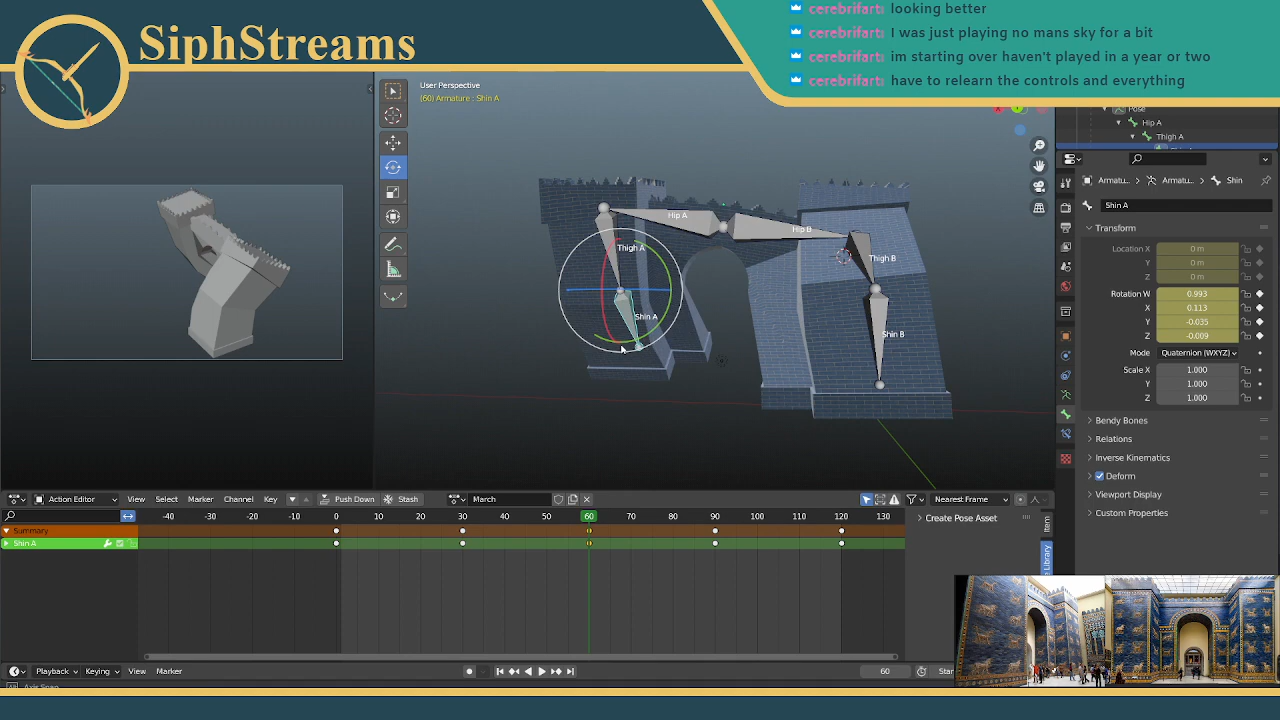 SiphStreams
cerebrifarti looking better
cerebrifarti I was just playing no mans sky for a bit
cerebrifarti im starting over haven't played in a year or two
cerebrifarti have to relearn the controls and everything
User Perspective
(60) Armature : Shin A
Pose
Hip A
Thigh A
Armatu...
Armatu...
Shin
Shin A
Transform
Location X 0 m
Y 0 m
Z 0 m
Rotation W 0.993
X 0.113
Y -0.035
Z -0.009
Mode Quaternion (WXYZ)
Scale X 1.000
Y 1.000
Z 1.000
Bendy Bones
Relations
Inverse Kinematics
Deform
Viewport Display
Custom Properties
Hip A
Hip B
Thigh A
Thigh B
Shin A
Shin B
Action Editor View Select Marker Channel Key Push Down Stash March Nearest Frame
-40 -30 -20 -10 0 10 20 30 40 50 60 70 80 90 100 110 120 130
Summary
Shin A
Create Pose Asset
Item
Library
Playback Keying View Marker 60 Star
Axis Snap